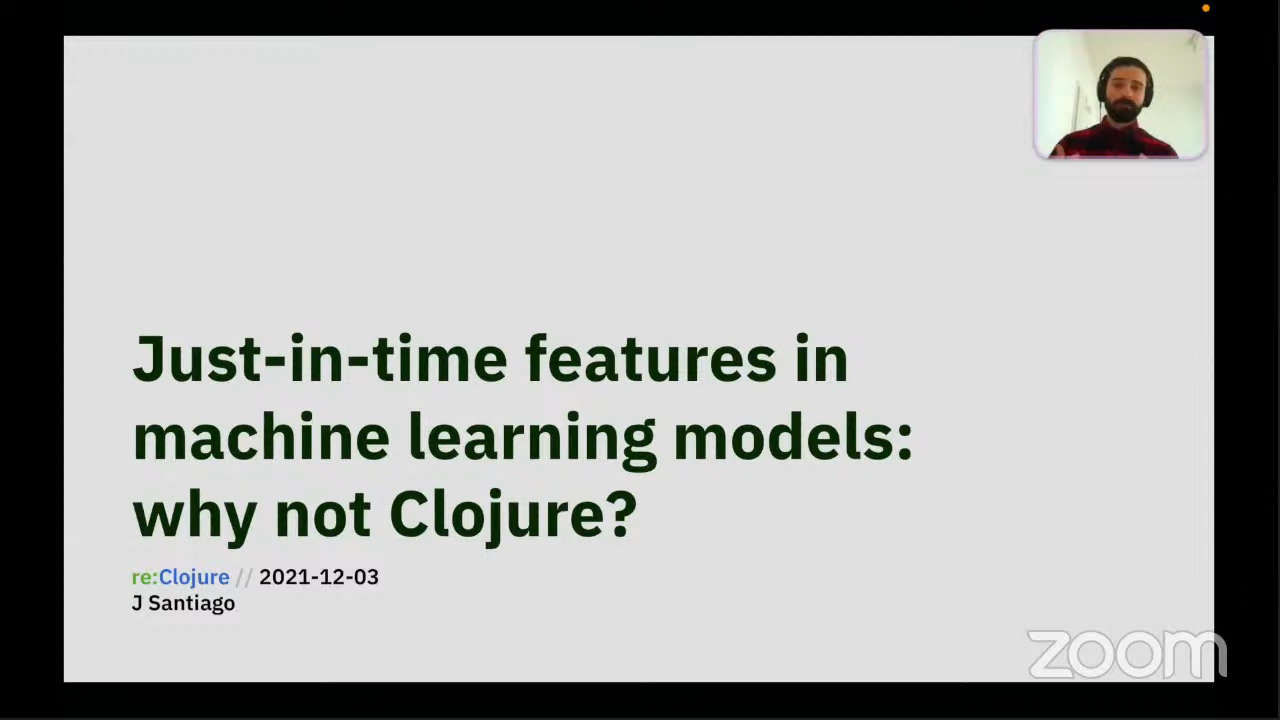 Just-in-time features in
machine learning models:
why not Clojure?
re:Clojure // 2021-12-03
J Santiago
zoom